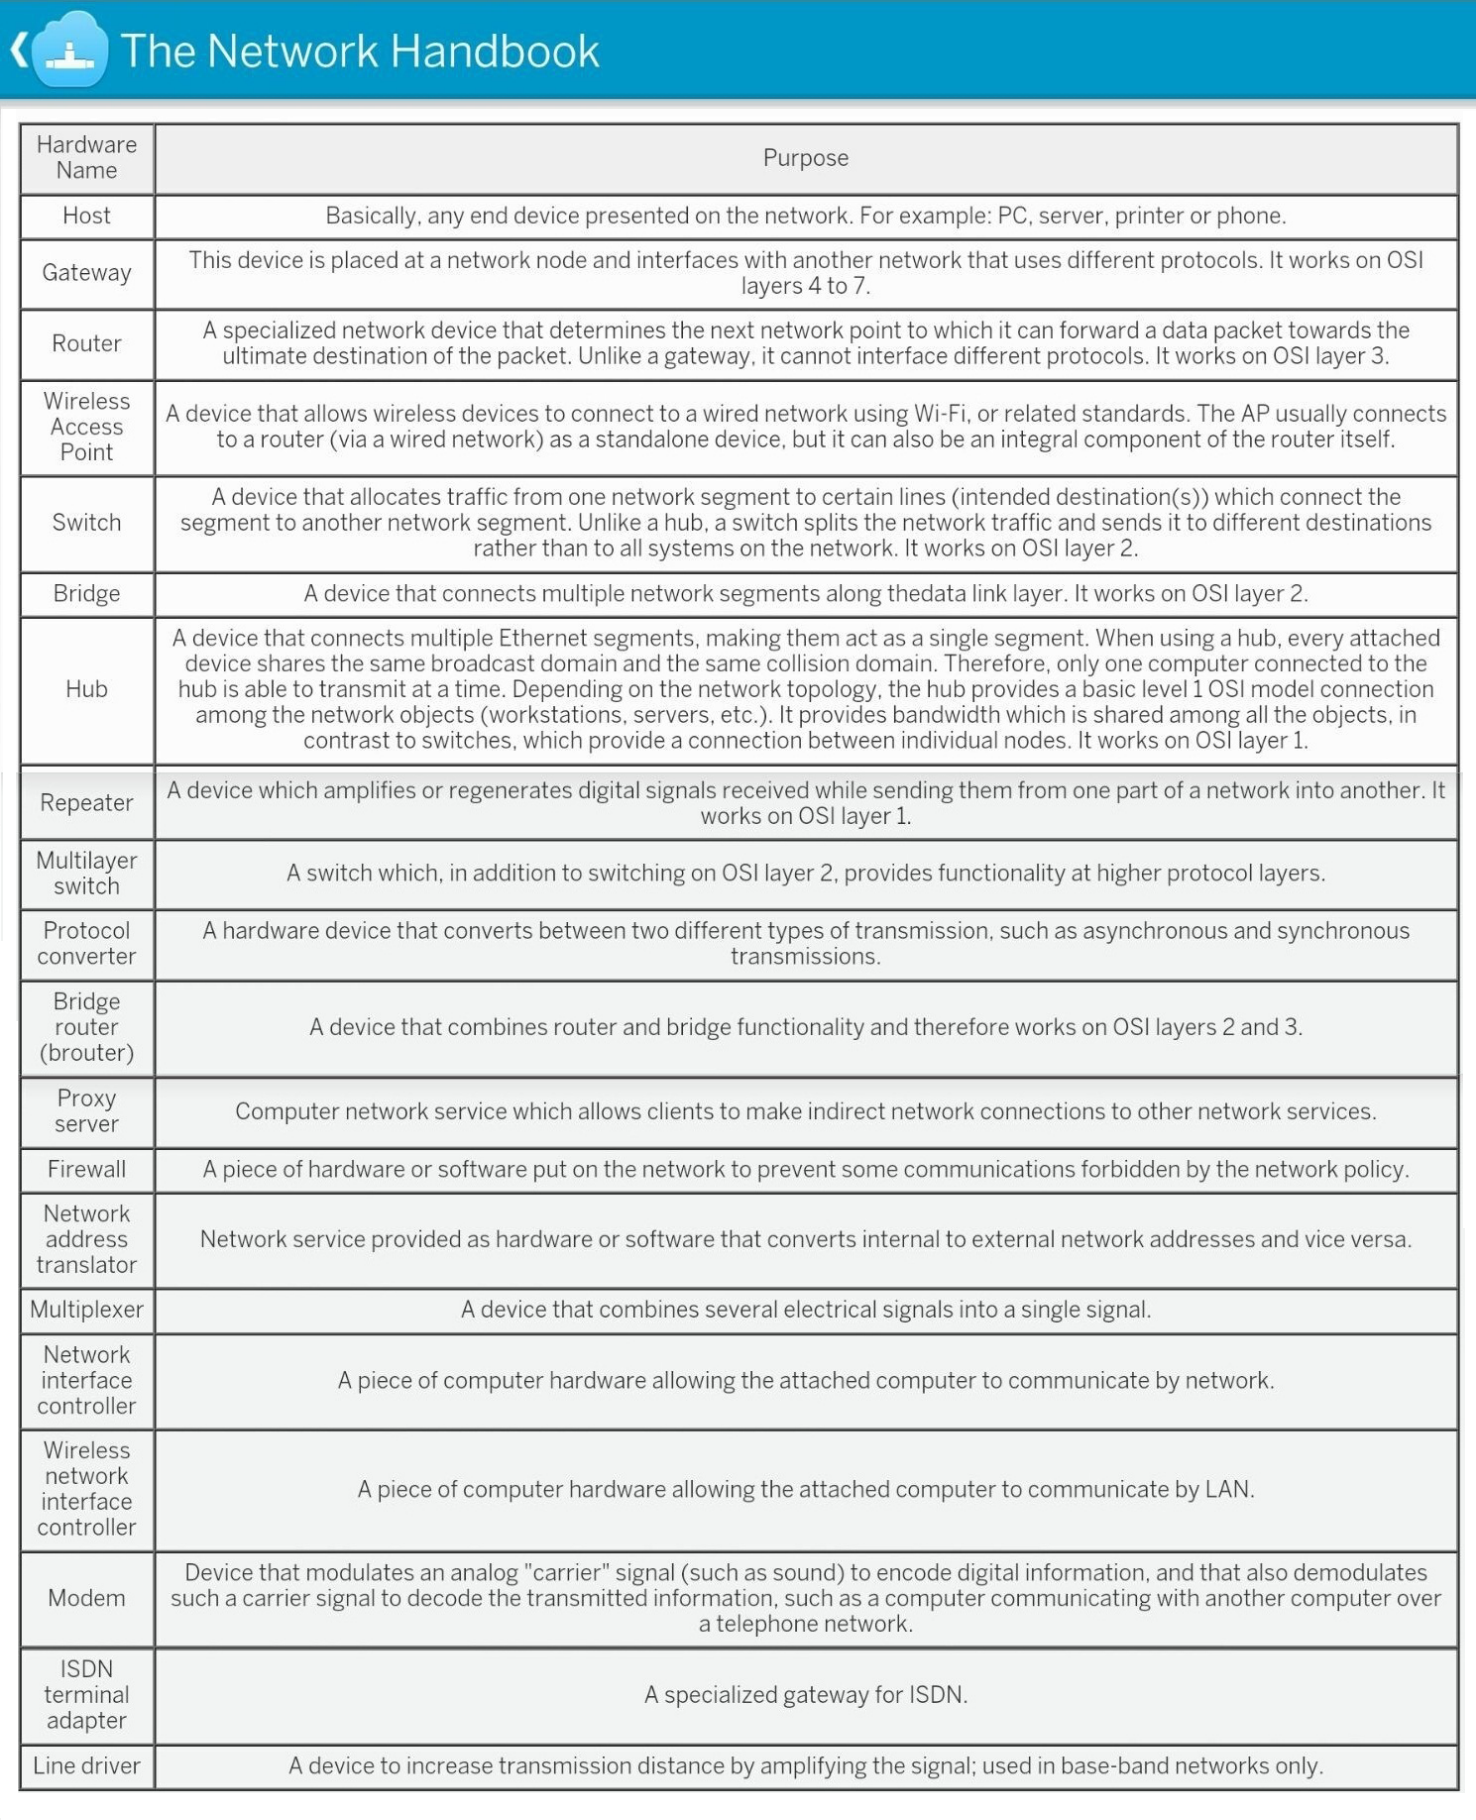 The Network Handbook
Hardware
Name
Purpose
Host
Basically, any end device presented on the network. For example: PC, server, printer or phone.
Gateway
This device is placed at a network node and interfaces with another network that uses different protocols. It works on OSI
layers 4 to 7.
Router
A specialized network device that determines the next network point to which it can forward a data packet towards the
ultimate destination of the packet. Unlike a gateway, it cannot interface different protocols. It works on OSI layer 3.
Wireless
Access
Point
A device that allows wireless devices to connect to a wired network using Wi-Fi, or related standards. The AP usually connects
to a router (via a wired network) as a standalone device, but it can also be an integral component of the router itself.
Switch
A device that allocates traffic from one network segment to certain lines (intended destination(s)) which connect the
segment to another network segment. Unlike a hub, a switch splits the network traffic and sends it to different destinations
rather than to all systems on the network. It works on OSI layer 2.
Bridge
A device that connects multiple network segments along thedata link layer. It works on OSI layer 2.
Hub
A device that connects multiple Ethernet segments, making them act as a single segment. When using a hub, every attached
device shares the same broadcast domain and the same collision domain. Therefore, only one computer connected to the
hub is able to transmit at a time. Depending on the network topology, the hub provides a basic level 1 OSI model connection
among the network objects (workstations, servers, etc.). It provides bandwidth which is shared among all the objects, in
contrast to switches, which provide a connection between individual nodes. It works on OSI layer 1.
Repeater
A device which amplifies or regenerates digital signals received while sending them from one part of a network into another. It
works on OSI layer 1.
Multilayer
switch
A switch which, in addition to switching on OSI layer 2, provides functionality at higher protocol layers.
Protocol
converter
A hardware device that converts between two different types of transmission, such as asynchronous and synchronous
transmissions.
Bridge
router
(brouter)
A device that combines router and bridge functionality and therefore works on OSI layers 2 and 3.
Proxy
server
Computer network service which allows clients to make indirect network connections to other network services.
Firewall
A piece of hardware or software put on the network to prevent some communications forbidden by the network policy.
Network
address
translator
Network service provided as hardware or software that converts internal to external network addresses and vice versa.
Multiplexer
A device that combines several electrical signals into a single signal.
Network
interface
controller
A piece of computer hardware allowing the attached computer to communicate by network.
Wireless
network
interface
controller
A piece of computer hardware allowing the attached computer to communicate by LAN.
Modem
Device that modulates an analog "carrier" signal (such as sound) to encode digital information, and that also demodulates
such a carrier signal to decode the transmitted information, such as a computer communicating with another computer over
a telephone network.
ISDN
terminal
adapter
A specialized gateway for ISDN.
Line driver
A device to increase transmission distance by amplifying the signal; used in base-band networks only.